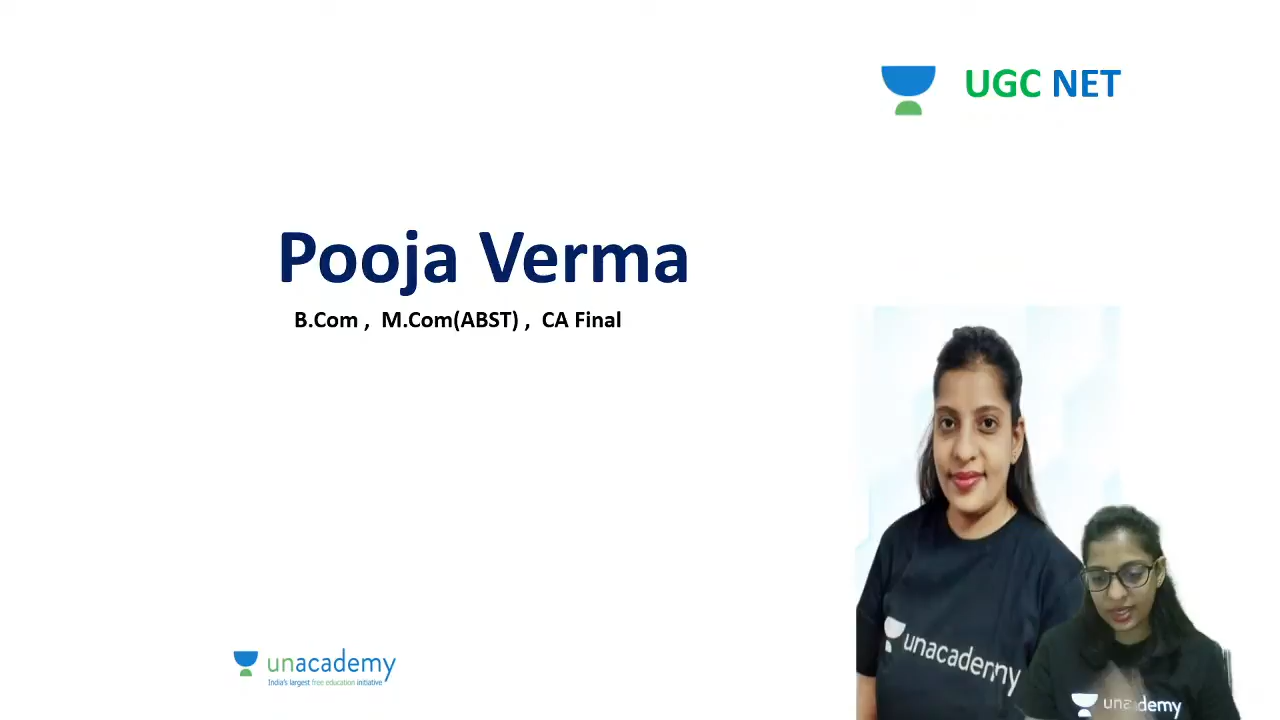 UGC NET
Pooja Verma
B.Com , M.Com(ABST) , CA Final
unacademy
unacademy
unacademy
India's largest free education initiative